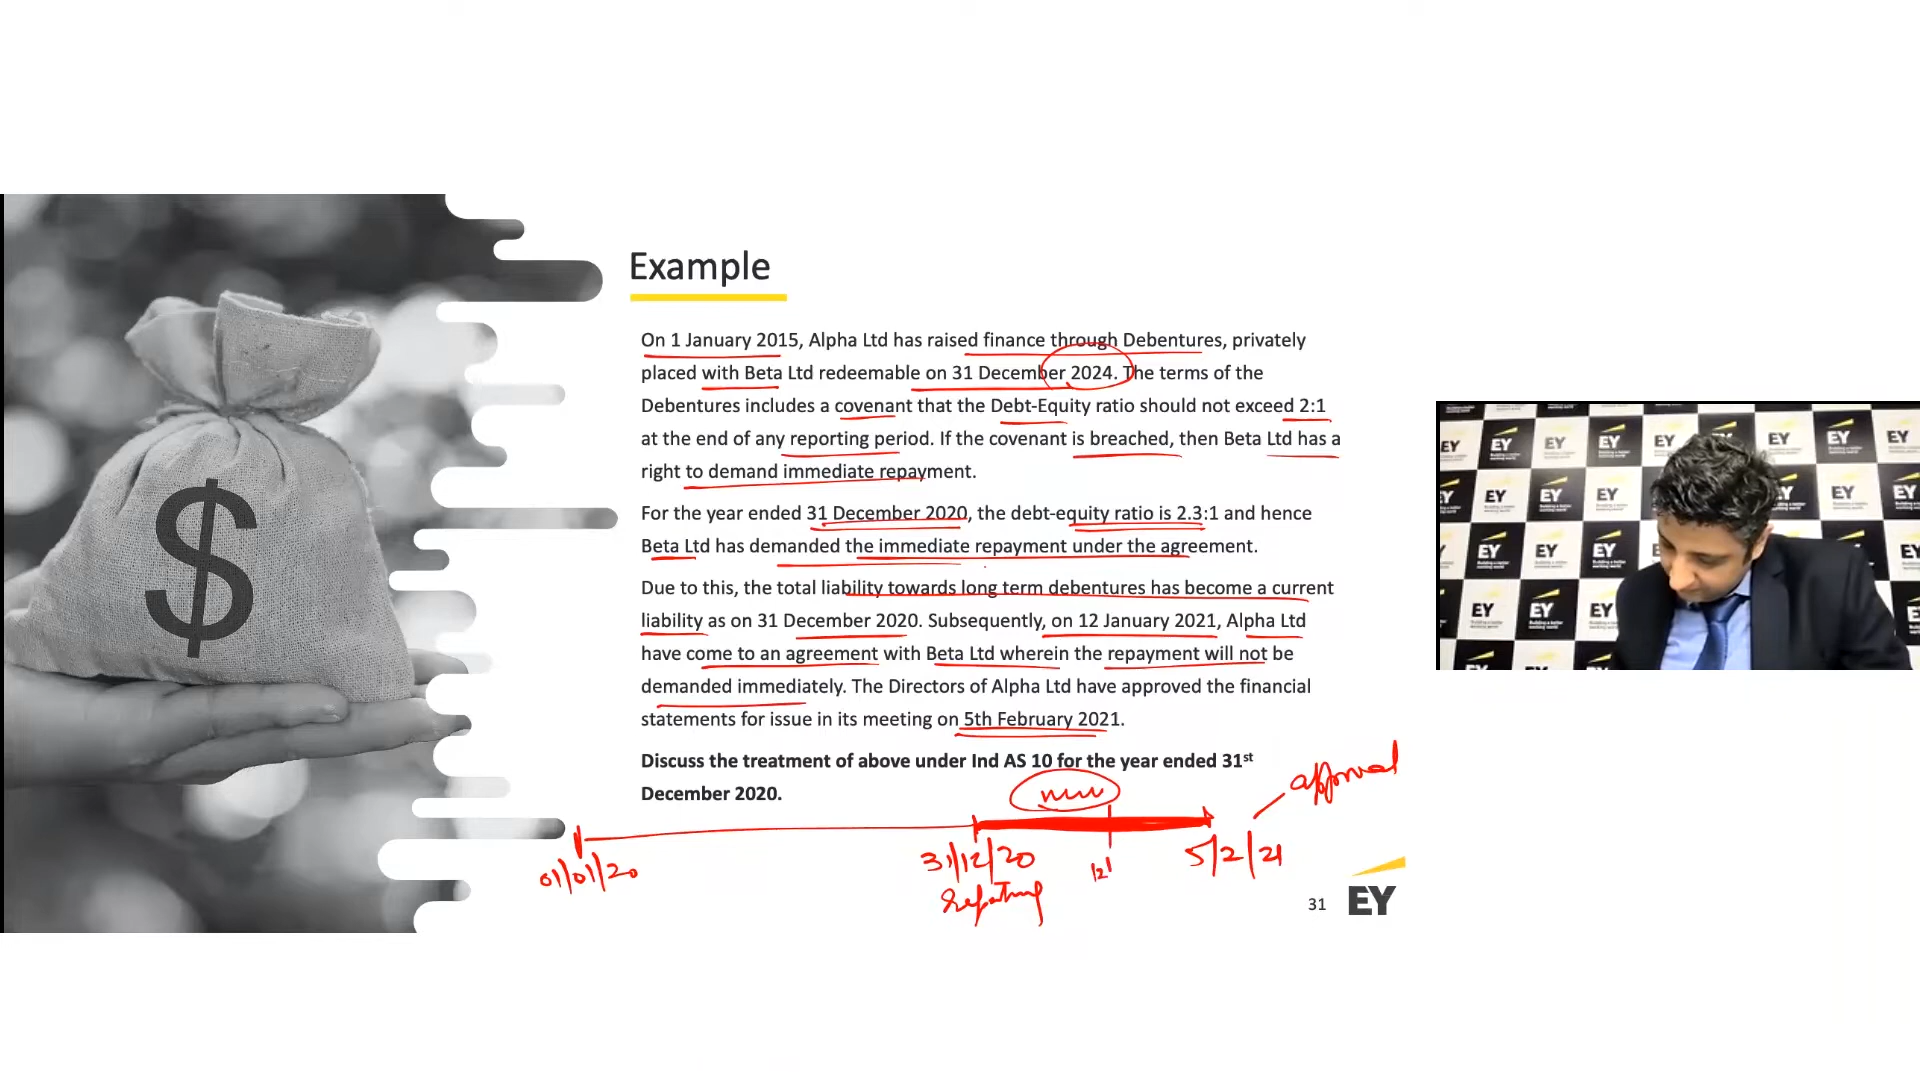 Example
On 1 January 2015, Alpha Ltd has raised finance through Debentures, privately
placed with Beta Ltd redeemable on 31 December 2024. The terms of the
Debentures includes a covenant that the Debt-Equity ratio should not exceed 2:1
at the end of any reporting period. If the covenant is breached, then Beta Ltd has a
right to demand immediate repayment.
For the year ended 31 December 2020, the debt-equity ratio is 2.3:1 and hence
Beta Ltd has demanded the immediate repayment under the agreement.
Due to this, the total liability towards long term debentures has become a current
liability as on 31 December 2020. Subsequently, on 12 January 2021, Alpha Ltd
have come to an agreement with Beta Ltd wherein the repayment will not be
demanded immediately. The Directors of Alpha Ltd have approved the financial
statements for issue in its meeting on 5th February 2021.
Discuss the treatment of above under Ind AS 10 for the year ended 31st
December 2020.
approval
01/01/20
31/12/20
5/2/21
Reporting
31
EY
$
EY
Building a better
working world